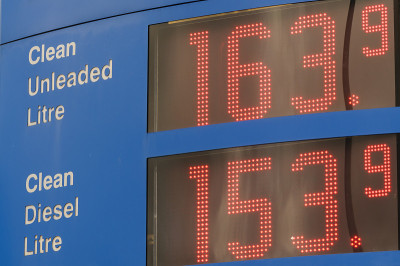 Clean
Unleaded
Litre
163.9
Clean
Diesel
Litre
153.9